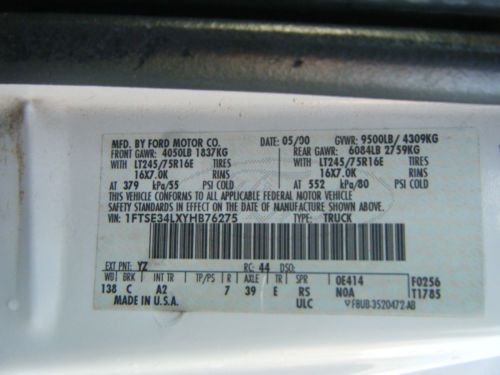 MFD. BY FORD MOTOR CO. DATE: 05/00 GVWR: 9500LB/ 4309KG
FRONT GAWR: 4050LB 1837KG REAR GAWR: 6084LB 2759KG
WITH LT245/75R16E TIRES WITH LT245/75R16E TIRES
16X7.0K RIMS 16X7.0K RIMS
AT 379 kPa/55 PSI COLD AT 552 kPa/80 PSI COLD
THIS VEHICLE CONFORMS TO ALL APPLICABLE FEDERAL MOTOR VEHICLE
SAFETY STANDARDS IN EFFECT ON THE DATE OF MANUFACTURE SHOWN ABOVE.
VIN: 1FTSE34LXYHB76275 TYPE: TRUCK
EXT PNT: YZ RC: 44 DSO:
WB BRK INT TR TP/PS R AXLE TR SPR 0E414 F0256
138 C A2 7 39 E RS N0A T1785
MADE IN U.S.A. ULC F8UB-3520472-AB